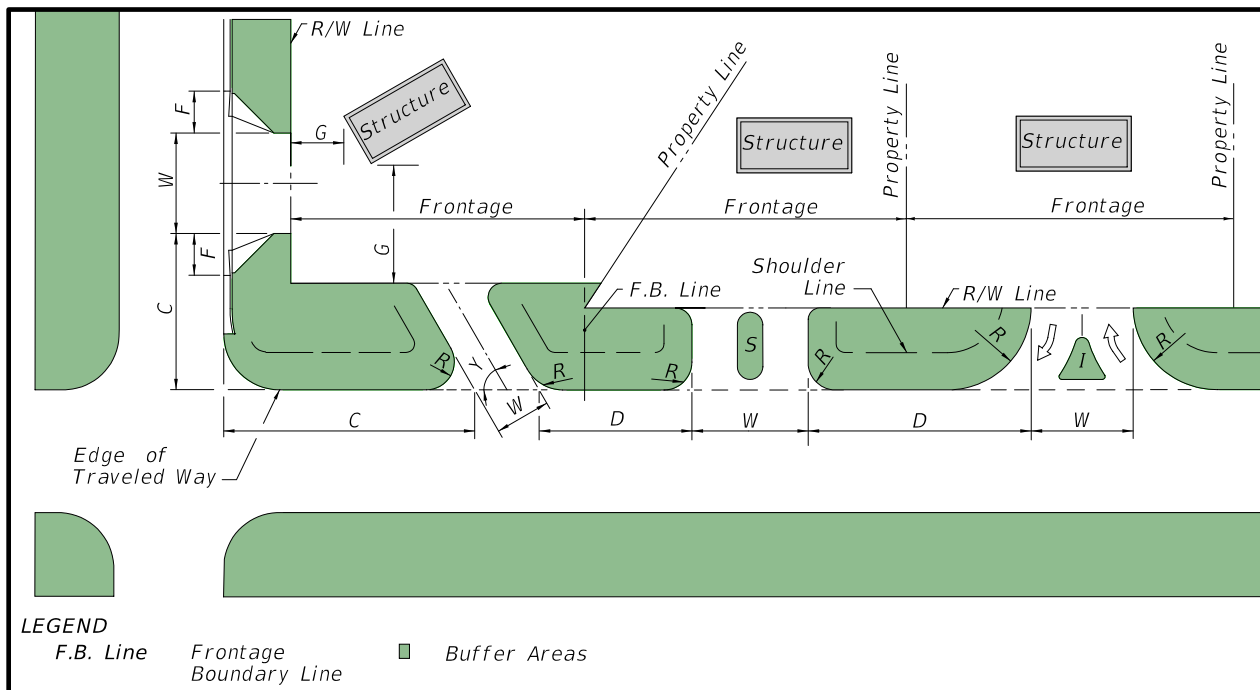 R/W Line
F
G
Structure
Property Line
Structure
Property Line
Structure
Property Line
W
Frontage
Frontage
Frontage
F
G
C
Shoulder
Line
F.B. Line
R/W Line
R
Y
R
R
S
R
R
I
R
C
W
D
W
D
W
Edge of
Traveled Way
LEGEND
F.B. Line Frontage
Boundary Line
Buffer Areas